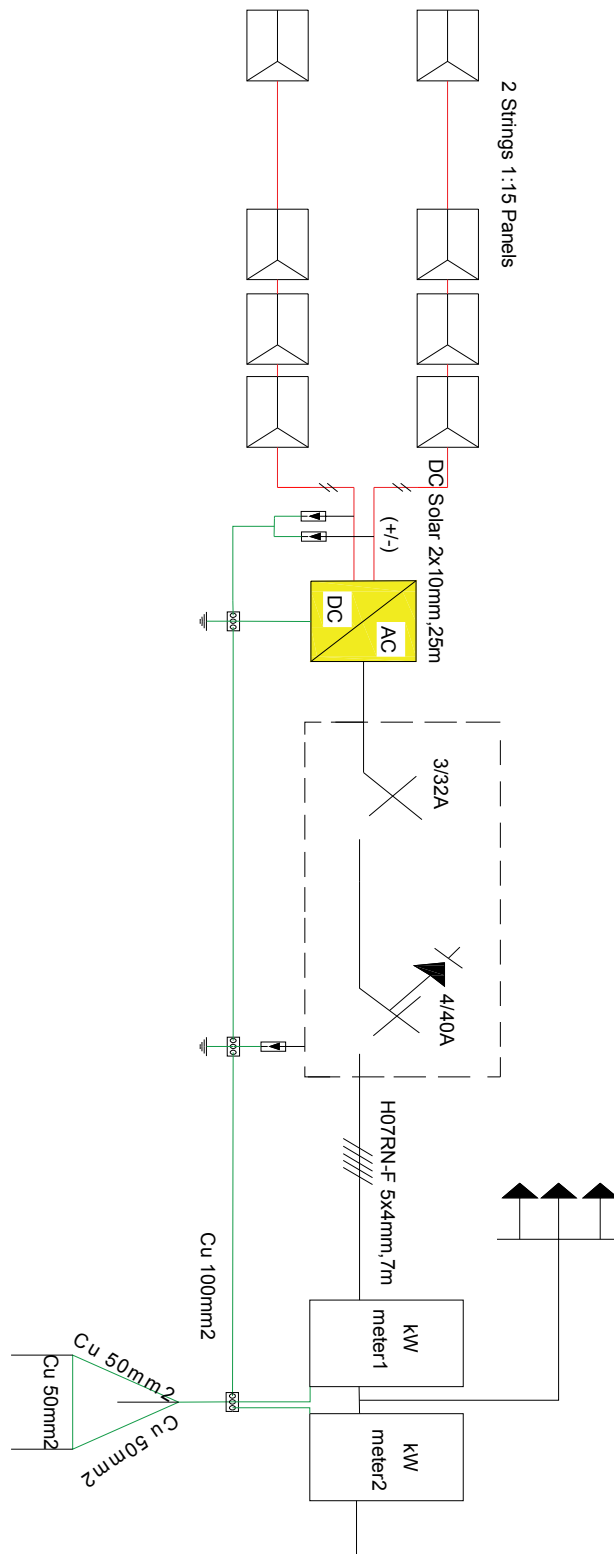 2 Strings 1:15 Panels
DC Solar 2x10mm,25m
(+/-)
DC
AC
3/32A
4/40A
H07RN-F 5x4mm,7m
Cu 100mm2
kW
meter1
kW
meter2
Cu 50mm2
Cu 50mm2
Cu 50mm2